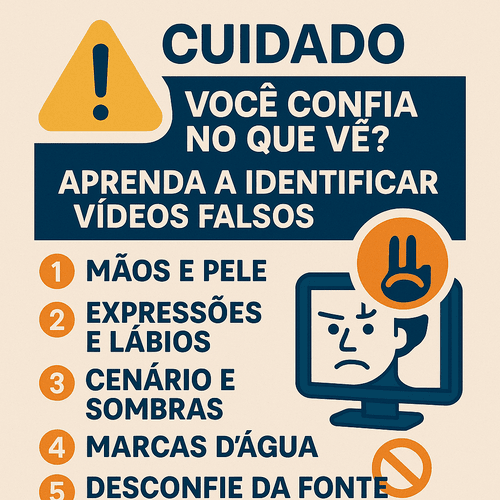 CUIDADO
VOCÊ CONFIA
NO QUE VẼ?
APRENDA A IDENTIFICAR
VÍDEOS FALSOS
1 MÃOS E PELE
2 EXPRESSÕES
E LÁBIOS
3 CENÁRIO E
SOMBRAS
4 MARCAS D'ÁGUA
5 DESCONFIE DA FONTE